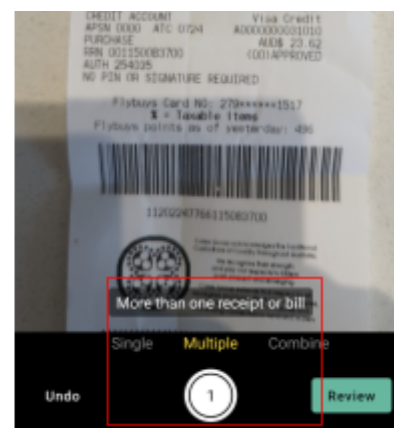 CREDIT ACCOUNT Visa Credit
APSN 0000 ATC 0724 A0000000031010
PURCHASE AUD$ 23.62
RRN 001150083700 (00)APPROVED
AUTH 254035
NO PIN OR SIGNATURE REQUIRED
Flybuys Card NO: 279******1517
% = Taxable Items
Flybuys points as of yesterday: 496
More than one receipt or bill
Single Multiple Combine
Undo 1 Review